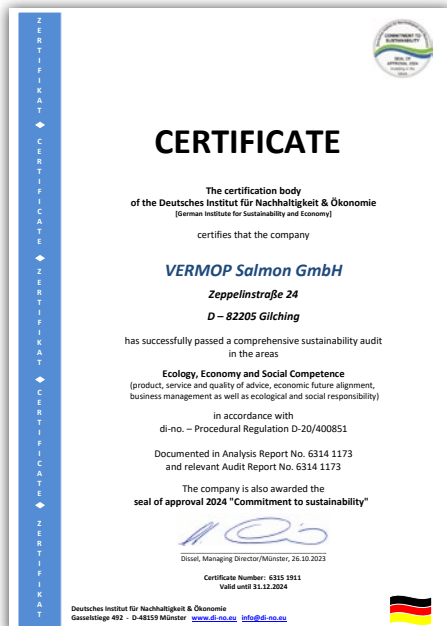 ZERTIFIKAT ◆ CERTIFICATE ◆ ZERTIFIKAT ◆ CERTIFICATE ◆ ZERTIFIKAT
COMMITMENT TO
SUSTAINABILITY
SEAL OF
APPROVAL 2024
CERTIFICATE
The certification body
of the Deutsches Institut für Nachhaltigkeit & Ökonomie
[German Institute for Sustainability and Economy]
certifies that the company
VERMOP Salmon GmbH
Zeppelinstraße 24
D – 82205 Gilching
has successfully passed a comprehensive sustainability audit
in the areas
Ecology, Economy and Social Competence
(product, service and quality of advice, economic future alignment,
business management as well as ecological and social responsibility)
in accordance with
di-no. – Procedural Regulation D-20/400851
Documented in Analysis Report No. 6314 1173
and relevant Audit Report No. 6314 1173
The company is also awarded the
seal of approval 2024 "Commitment to sustainability"
Dissel, Managing Director/Münster, 26.10.2023
Certificate Number: 6315 1911
Valid until 31.12.2024
Deutsches Institut für Nachhaltigkeit & Ökonomie
Gasselstiege 492 - D-48159 Münster www.di-no.eu info@di-no.eu